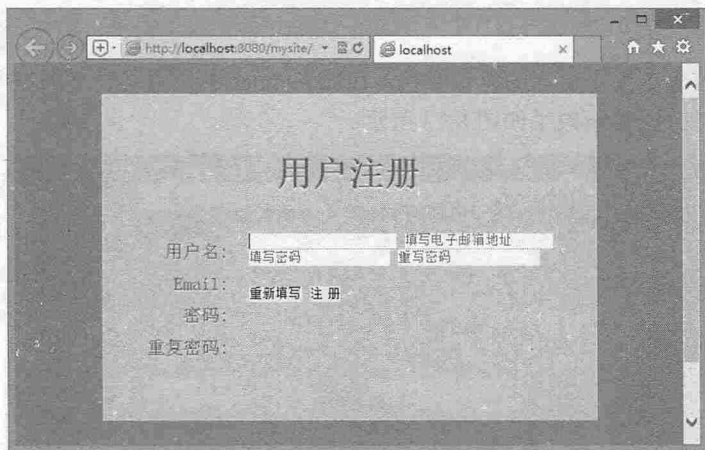 http://localhost:8080/mysite/
localhost
用户注册
用户名:
填写电子邮箱地址
填写密码
重写密码
Email:
重新填写 注 册
密码:
重复密码: